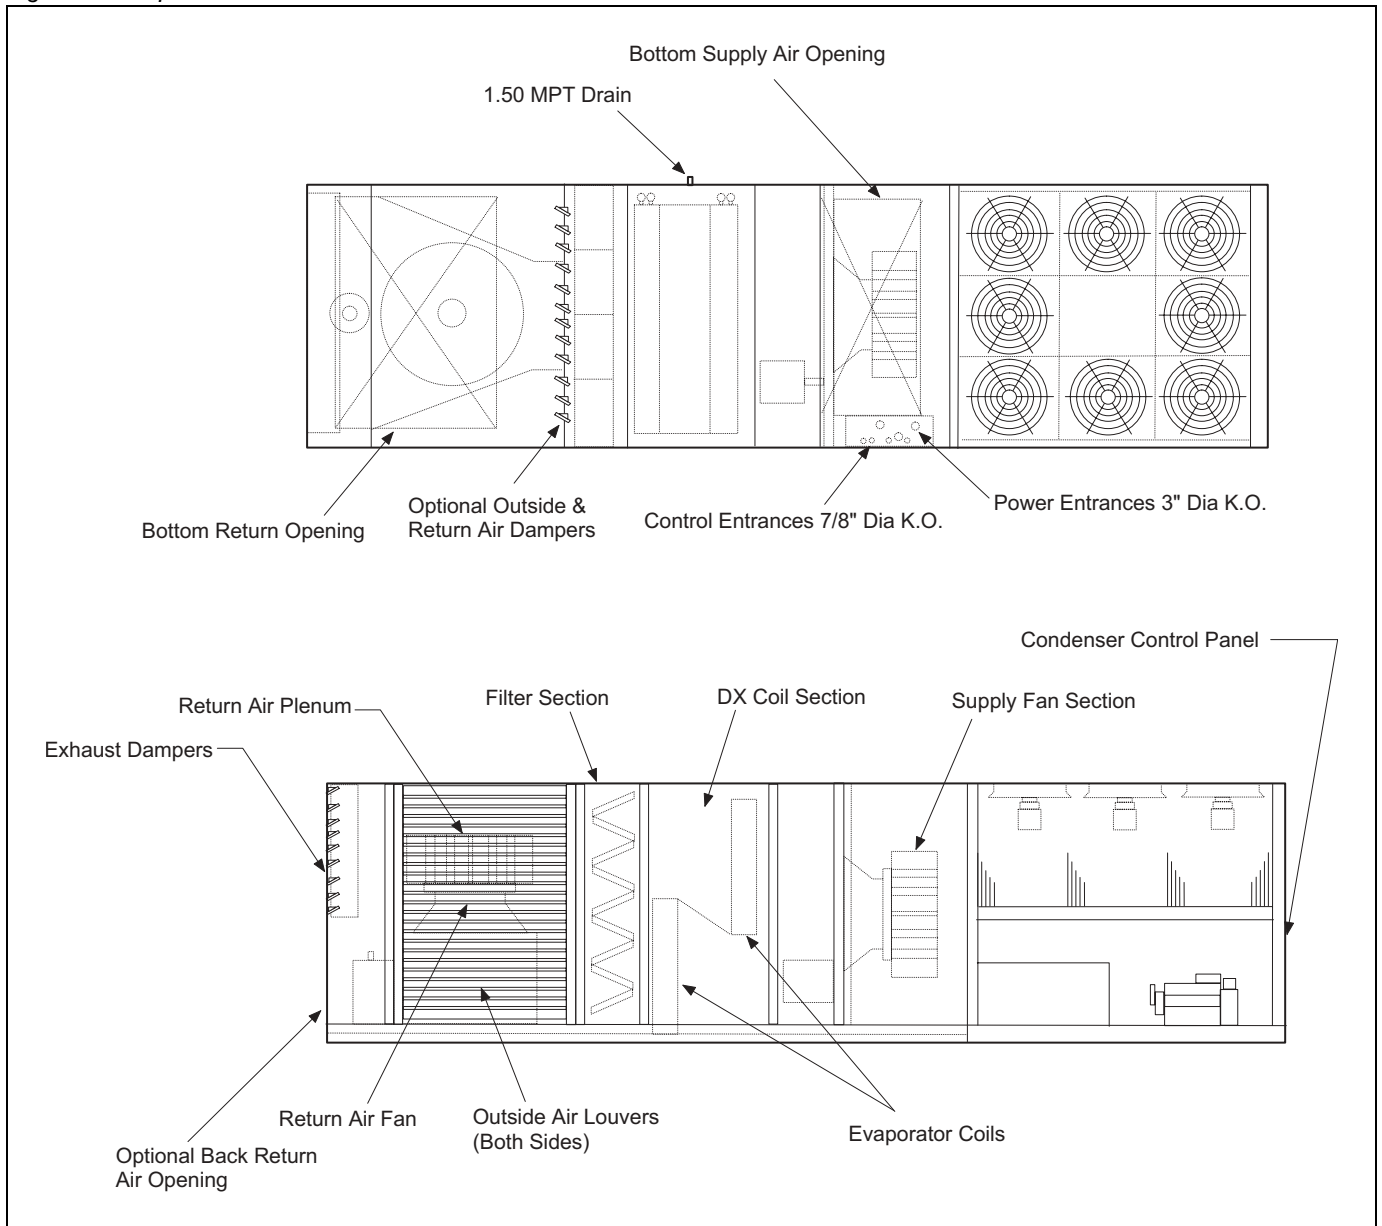 Bottom Supply Air Opening
1.50 MPT Drain
Optional Outside &
Return Air Dampers
Bottom Return Opening
Control Entrances 7/8" Dia K.O.
Power Entrances 3" Dia K.O.
Condenser Control Panel
Return Air Plenum
Filter Section
DX Coil Section
Supply Fan Section
Exhaust Dampers
Return Air Fan
Outside Air Louvers
(Both Sides)
Evaporator Coils
Optional Back Return
Air Opening